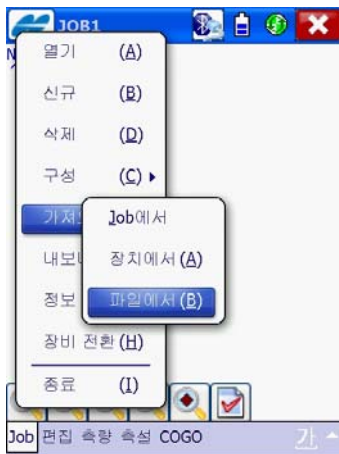 JOB1
열기 (A)
신규 (B)
삭제 (D)
구성 (C)
Job에서
장치에서 (A)
파일에서 (B)
정보
장비 전환 (H)
종료 (I)
Job 편집 측량 측설 COGO 가